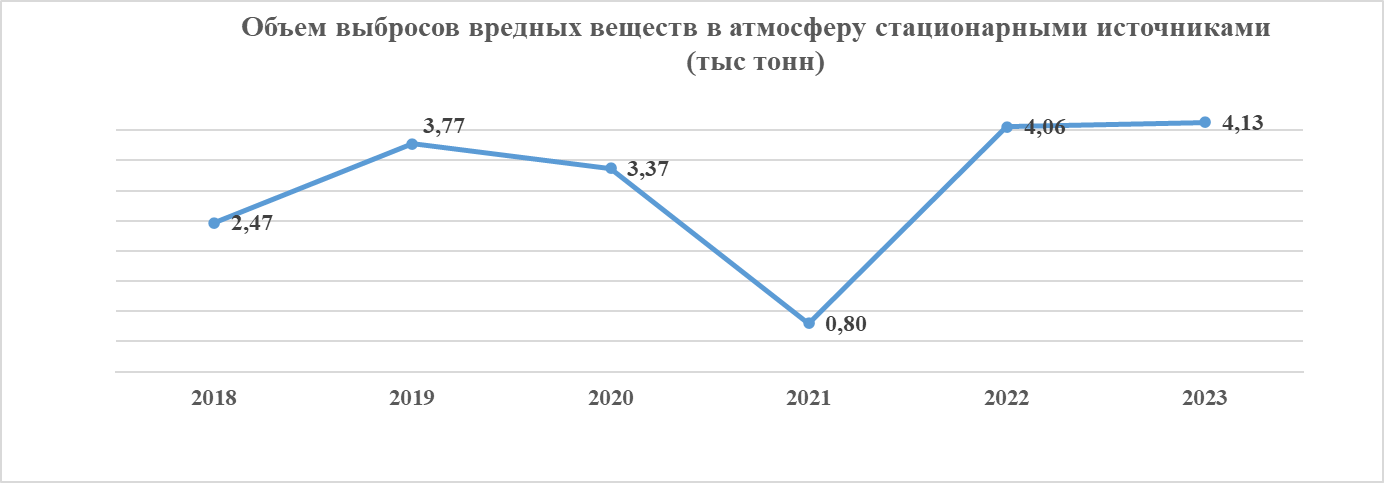 Объем выбросов вредных веществ в атмосферу стационарными источниками
(тыс тонн)
3,77
4,06
4,13
3,37
2,47
0,80
2018 2019 2020 2021 2022 2023